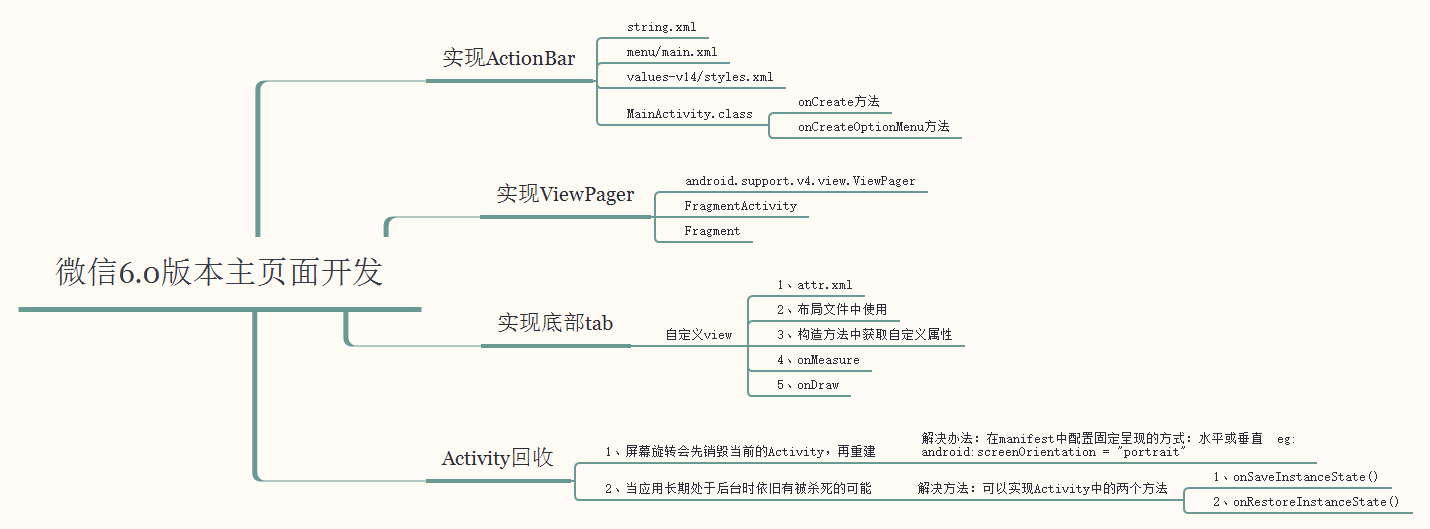 微信6.0版本主页面开发
实现ActionBar
string.xml
menu/main.xml
values-v14/styles.xml
MainActivity.class
onCreate方法
onCreateOptionMenu方法
实现ViewPager
android.support.v4.view.ViewPager
FragmentActivity
Fragment
实现底部tab
自定义view
1、attr.xml
2、布局文件中使用
3、构造方法中获取自定义属性
4、onMeasure
5、onDraw
Activity回收
1、屏幕旋转会先销毁当前的Activity，再重建
解决办法：在manifest中配置固定呈现的方式：水平或垂直 eg:
android:screenOrientation = "portrait"
2、当应用长期处于后台时依旧有被杀死的可能
解决方法：可以实现Activity中的两个方法
1、onSaveInstanceState()
2、onRestoreInstanceState()